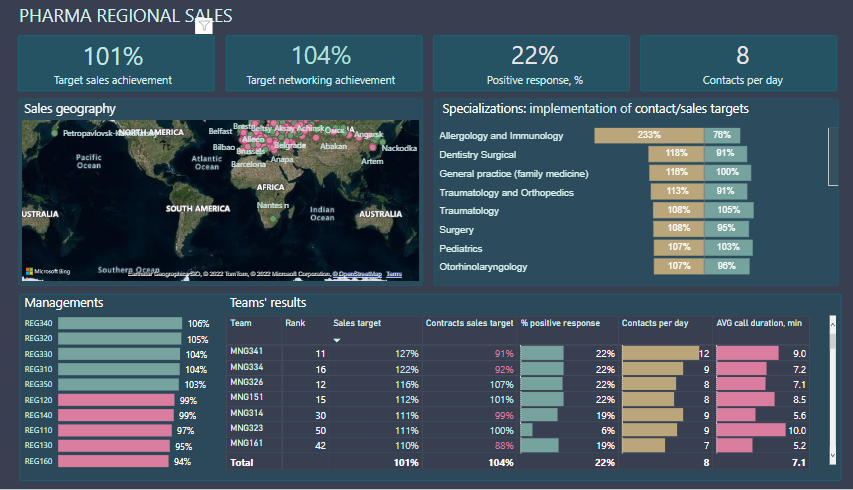 PHARMA REGIONAL SALES
101%
Target sales achievement
104%
Target networking achievement
22%
Positive response, %
8
Contacts per day
Sales geography
Petropavlovsk-
NORTH AMERICA
Belfast
Brest
Beltsy
Aksay
Achinsk
Angarsk
Bilbao
Brussels
Belgrade
Abakan
Nackodka
Barcelona
Anapa
Artem
Pacific
Ocean
Atlantic
Ocean
AFRICA
SOUTH AMERICA
Nantes n
Indian
Ocean
AUSTRALIA
USTRALIA
Southern Ocean
Microsoft Bing
Earthstar Geographics SIO, © 2022 TomTom, © 2022 Microsoft Corporation, © OpenStreetMap Terms
Specializations: implementation of contact/sales targets
Allergology and Immunology 233% 76%
Dentistry Surgical 118% 91%
General practice (family medicine) 116% 100%
Traumatology and Orthopedics 113% 91%
Traumatology 108% 105%
Surgery 108% 95%
Pediatrics 107% 103%
Otorhinolaryngology 107% 96%
Managements
REG340 106%
REG320 105%
REG330 104%
REG310 104%
REG350 103%
REG120 99%
REG140 99%
REG110 97%
REG130 95%
REG160 94%
Teams' results
Team Rank Sales target Contracts sales target % positive response Contacts per day AVG call duration, min
MNG341 11 127% 91% 22% 12 9.0
MNG334 16 122% 92% 22% 9 7.2
MNG326 12 116% 107% 22% 8 7.1
MNG151 15 112% 101% 22% 8 8.5
MNG314 30 111% 99% 19% 9 5.6
MNG323 50 111% 100% 6% 9 10.0
MNG161 42 110% 88% 19% 7 5.2
Total 101% 104% 22% 8 7.1